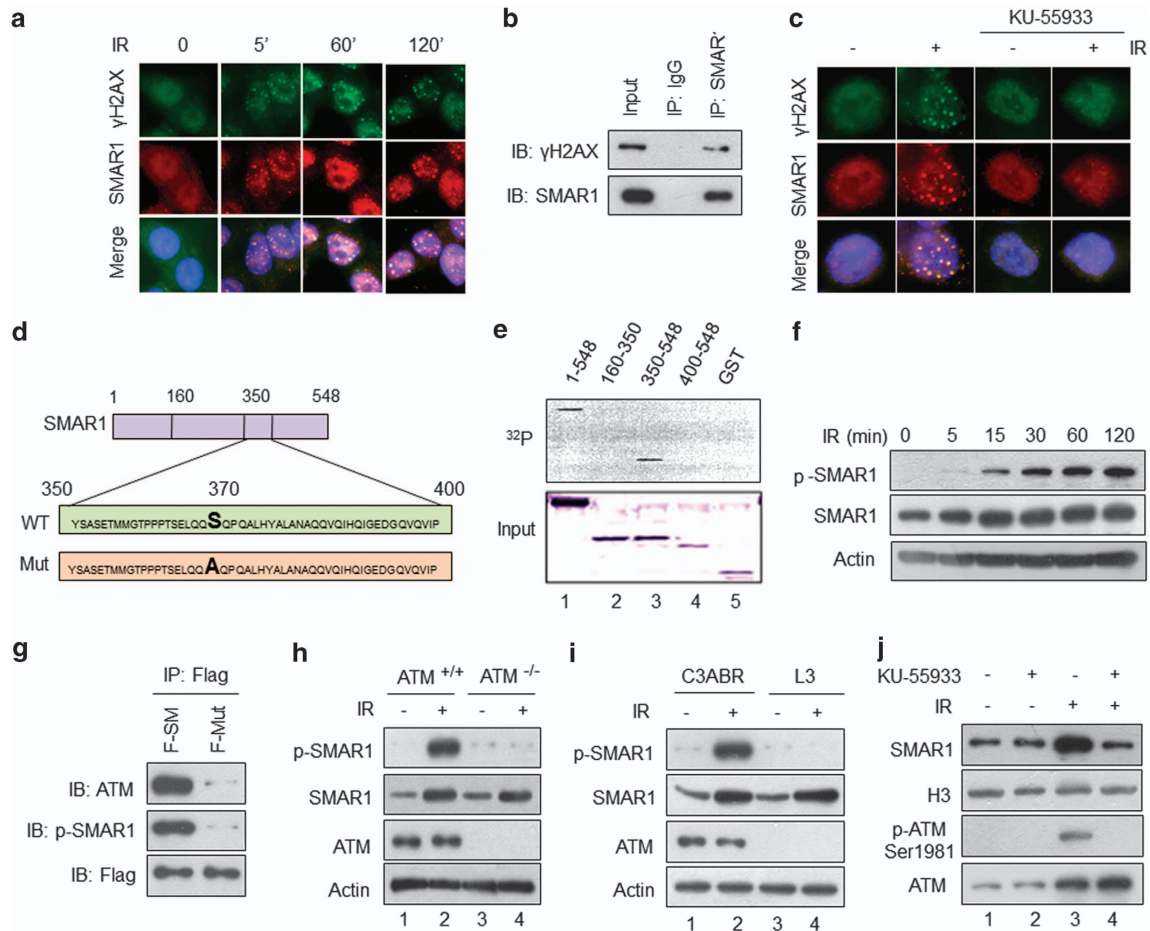 a
IR 0 5' 60' 120'
γH2AX
SMAR1
Merge
b
Input
IP: IgG
IP: SMAR'
IB: γH2AX
IB: SMAR1
c
KU-55933
- + - + IR
γH2AX
SMAR1
Merge
d
1 160 350 548
SMAR1
350 370 400
WT YSASETMMGTPPPTSELQQSQPQALHYALANAQQVQIHQIGEDGQVQVIP
Mut YSASETMMGTPPPTSELQQAQPQALHYALANAQQVQIHQIGEDGQVQVIP
e
1-548
160-350
350-548
400-548
GST
32P
Input
1 2 3 4 5
f
IR (min) 0 5 15 30 60 120
p-SMAR1
SMAR1
Actin
g
IP: Flag
F-SM
F-Mut
IB: ATM
IB: p-SMAR1
IB: Flag
h
ATM +/+ ATM -/-
IR - + - +
p-SMAR1
SMAR1
ATM
Actin
1 2 3 4
i
C3ABR L3
IR - + - +
p-SMAR1
SMAR1
ATM
Actin
1 2 3 4
j
KU-55933 - + - +
IR - - + +
SMAR1
H3
p-ATM
Ser1981
ATM
1 2 3 4